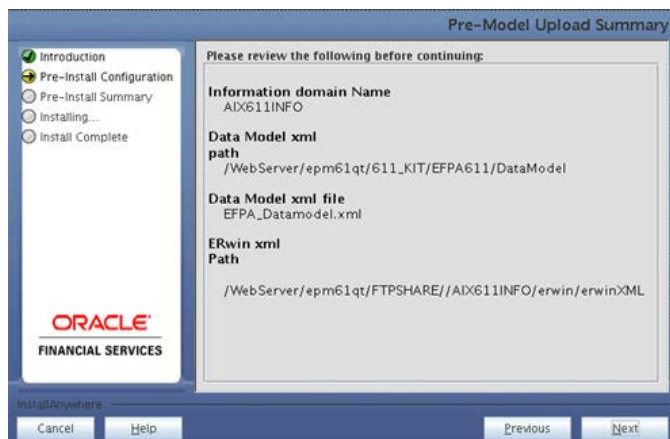 Pre-Model Upload Summary
Introduction
Pre-Install Configuration
Pre-Install Summary
Installing...
Install Complete
ORACLE
FINANCIAL SERVICES
Please review the following before continuing:
Information domain Name
AIX611INFO
Data Model xml
path
/WebServer/epm61qt/611_KIT/EFPA611/DataModel
Data Model xml file
EFPA_Datamodel.xml
ERwin xml
Path
/WebServer/epm61qt/FTPSHARE//AIX611INFO/erwin/erwinXML
InstallAnywhere
Cancel
Help
Previous
Next